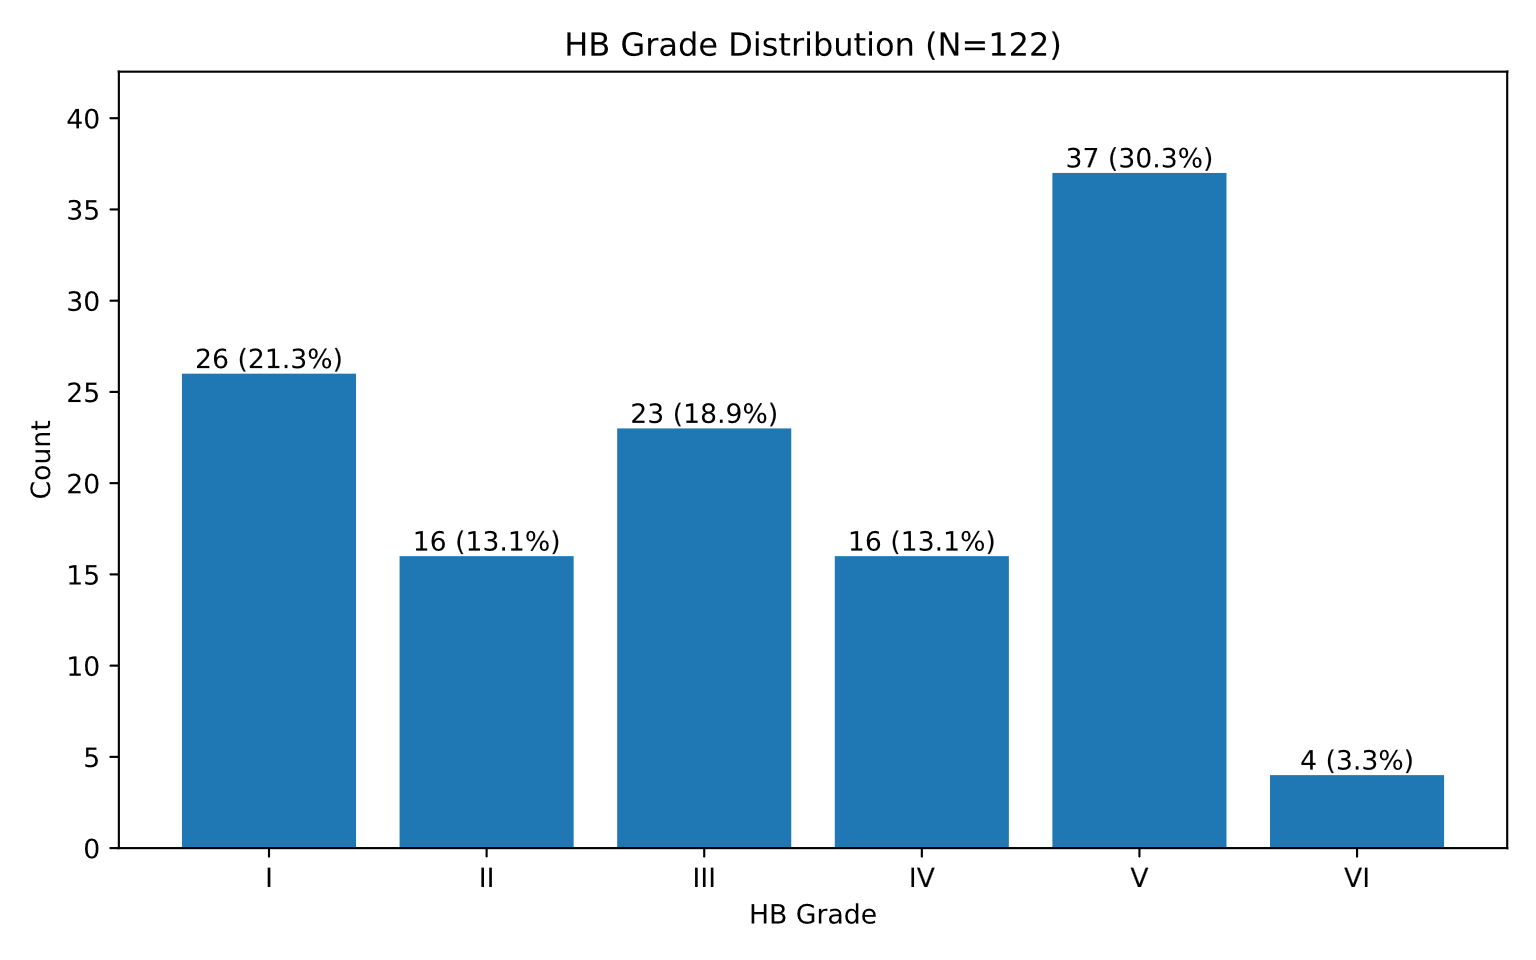 HB Grade Distribution (N=122)
40
35
30
25
20
15
10
5
0
Count
26 (21.3%)
16 (13.1%)
23 (18.9%)
16 (13.1%)
37 (30.3%)
4 (3.3%)
I
II
III
IV
V
VI
HB Grade